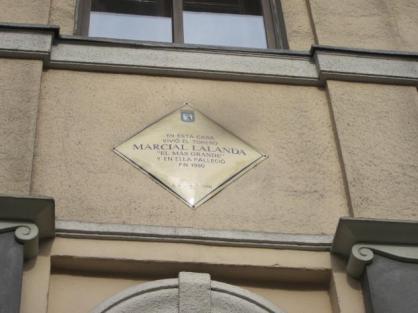 EN ESTA CASA
VIVIÓ EL TORERO
MARCIAL LALANDA
"EL MÁS GRANDE"
Y EN ELLA FALLECIÓ
EN 1990